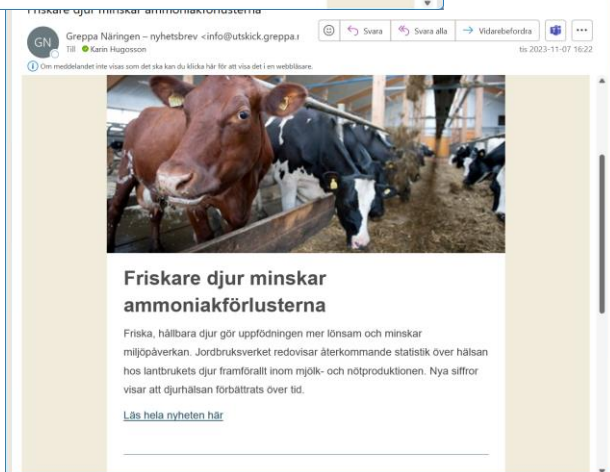 Friskare djur minskar ammoniakförlusterna
GN
Greppa Näringen – nyhetsbrev <info@utskick.greppa.r
Svara
Svara alla
Vidarebefordra
Till Karin Hugosson
tis 2023-11-07 16:22
Om meddelandet inte visas som det ska kan du klicka här för att visa det i en webbläsare.
Friskare djur minskar
ammoniakförlusterna
Friska, hållbara djur gör uppfödningen mer lönsam och minskar
miljöpåverkan. Jordbruksverket redovisar återkommande statistik över hälsan
hos lantbrukets djur framförallt inom mjölk- och nötproduktionen. Nya siffror
visar att djurhälsan förbättrats över tid.
Läs hela nyheten här